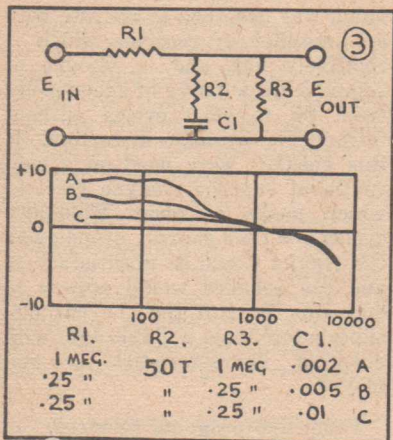 R1
3
E IN
R2
R3
E OUT
C1
+10
A
B
C
0
-10
100 1000 10000
R1. R2. R3. C1.
1 MEG. 50T 1 MEG .002 A
.25 " " .25 " .005 B
.25 " " .25 " .01 C